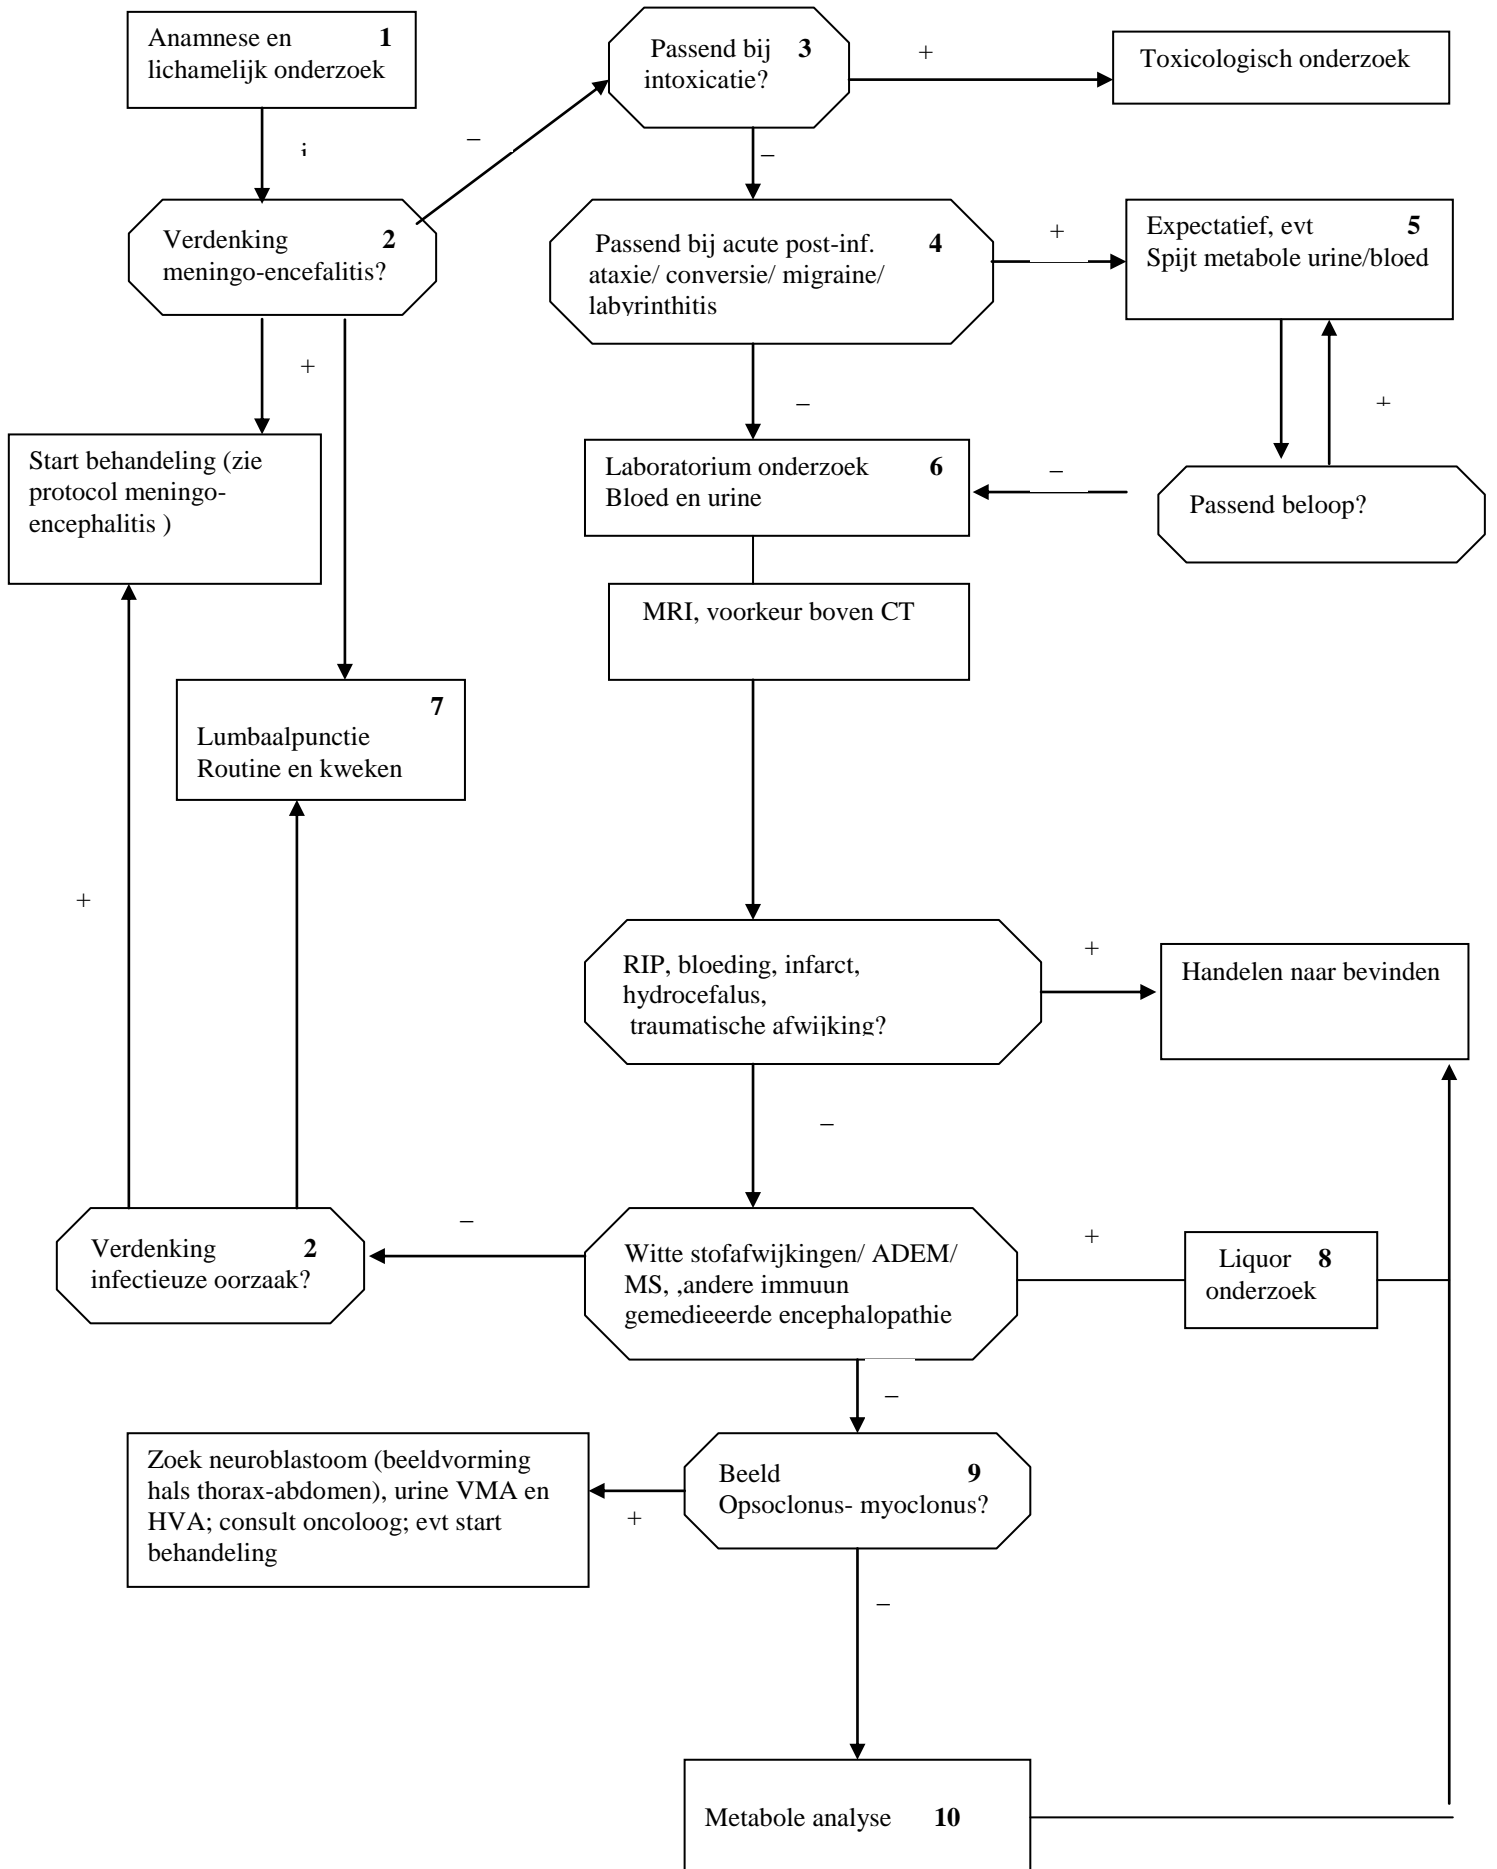 Anamnese en 1
lichamelijk onderzoek
Passend bij 3
intoxicatie?
+
Toxicologisch onderzoek
–
i
–
Verdenking 2
meningo-encefalitis?
Passend bij acute post-inf. 4
ataxie/ conversie/ migraine/
labyrinthitis
+
Expectatief, evt 5
Spijt metabole urine/bloed
+
–
+
Start behandeling (zie
protocol meningo-
encephalitis )
Laboratorium onderzoek 6
Bloed en urine
–
Passend beloop?
MRI, voorkeur boven CT
7
Lumbaalpunctie
Routine en kweken
+
RIP, bloeding, infarct,
hydrocefalus,
traumatische afwijking?
+
Handelen naar bevinden
–
Verdenking 2
infectieuze oorzaak?
–
Witte stofafwijkingen/ ADEM/
MS, ,andere immuun
gemedieeerde encephalopathie
+
Liquor 8
onderzoek
–
Zoek neuroblastoom (beeldvorming
hals thorax-abdomen), urine VMA en
HVA; consult oncoloog; evt start
behandeling
+
Beeld 9
Opsoclonus- myoclonus?
–
Metabole analyse 10